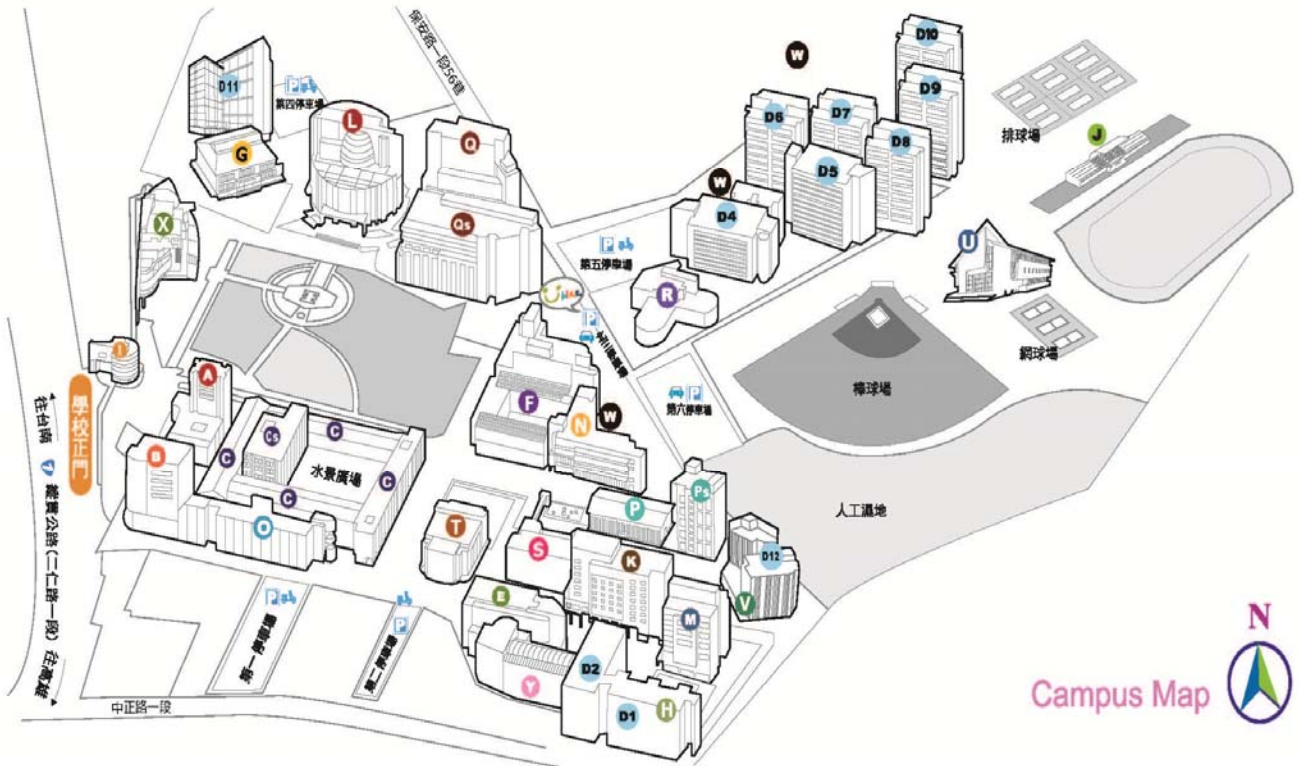 保安路一段56巷
D10
W
D11
第四停車場
L
D9
D6
D7
Q
D8
排球場
J
G
D5
W
D4
X
Qs
U
第五停車場
R
網球場
I
A
棒球場
第六停車場
F
W
N
學校正門
往台南
縱貫公路(二仁路一段)
往高雄
B
Cs
C
C
水景廣場
C
C
O
T
P
Ps
人工濕地
S
K
D12
E
V
M
第一停車場
第二停車場
D2
Y
D1
H
中正路一段
N
Campus Map